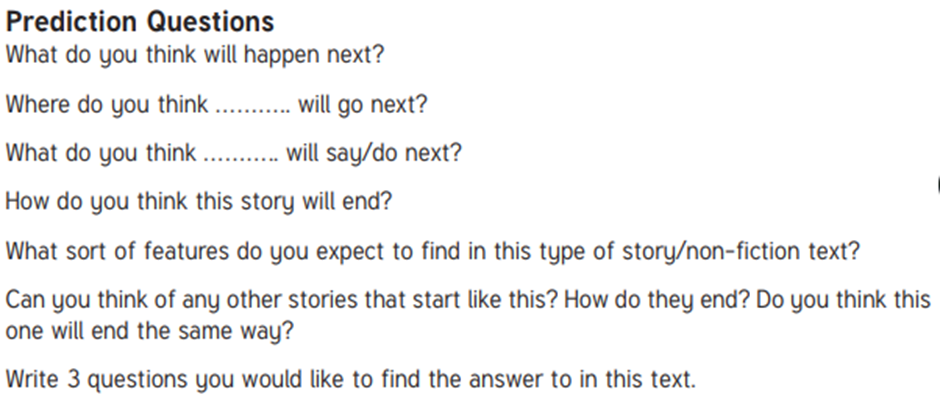 Prediction Questions
What do you think will happen next?
Where do you think ........... will go next?
What do you think ........... will say/do next?
How do you think this story will end?
What sort of features do you expect to find in this type of story/non-fiction text?
Can you think of any other stories that start like this? How do they end? Do you think this
one will end the same way?
Write 3 questions you would like to find the answer to in this text.